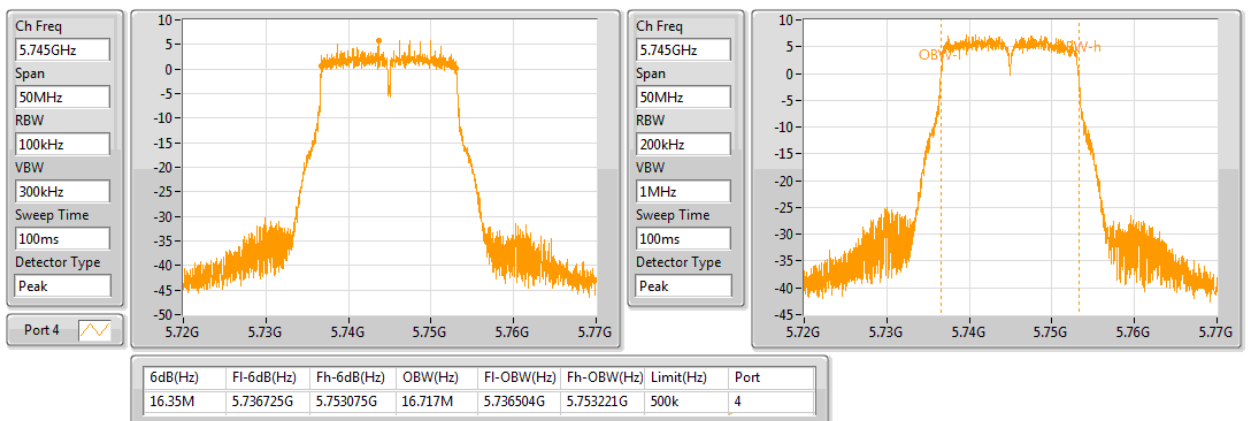 Ch Freq
5.745GHz
Span
50MHz
RBW
100kHz
VBW
300kHz
Sweep Time
100ms
Detector Type
Peak
Port 4
10
5
0
-5
-10
-15
-20
-25
-30
-35
-40
-45
-50
5.72G 5.73G 5.74G 5.75G 5.76G 5.77G
Ch Freq
5.745GHz
Span
50MHz
RBW
200kHz
VBW
1MHz
Sweep Time
100ms
Detector Type
Peak
10
5
0
-5
-10
-15
-20
-25
-30
-35
-40
-45
5.72G 5.73G 5.74G 5.75G 5.76G 5.77G
6dB(Hz) Fl-6dB(Hz) Fh-6dB(Hz) OBW(Hz) Fl-OBW(Hz) Fh-OBW(Hz) Limit(Hz) Port
16.35M 5.736725G 5.753075G 16.717M 5.736504G 5.753221G 500k 4